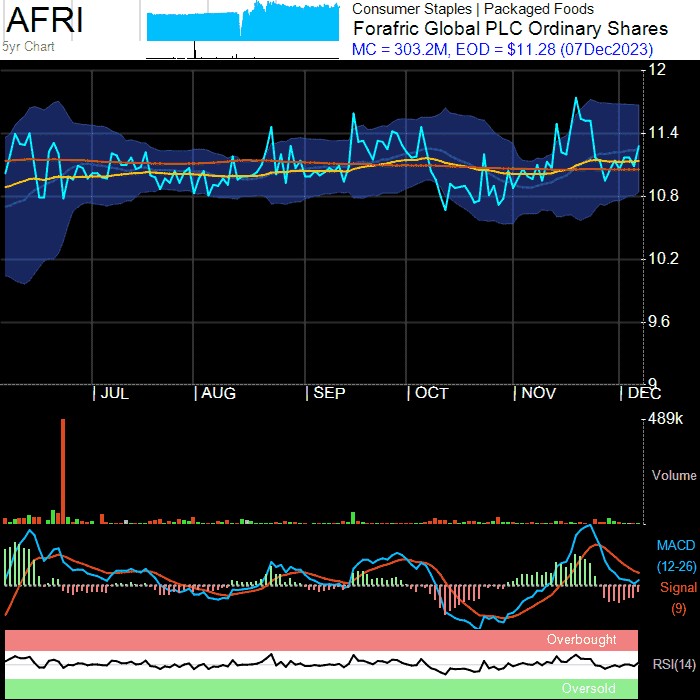 AFRI
5yr Chart
Consumer Staples | Packaged Foods
Forafric Global PLC Ordinary Shares
MC = 303.2M, EOD = $11.28 (07Dec2023)
12
11.4
10.8
10.2
9.6
9
| JUL | AUG | SEP | OCT | NOV | DEC
489k
Volume
MACD
(12-26)
Signal
(9)
Overbought
RSI(14)
Oversold